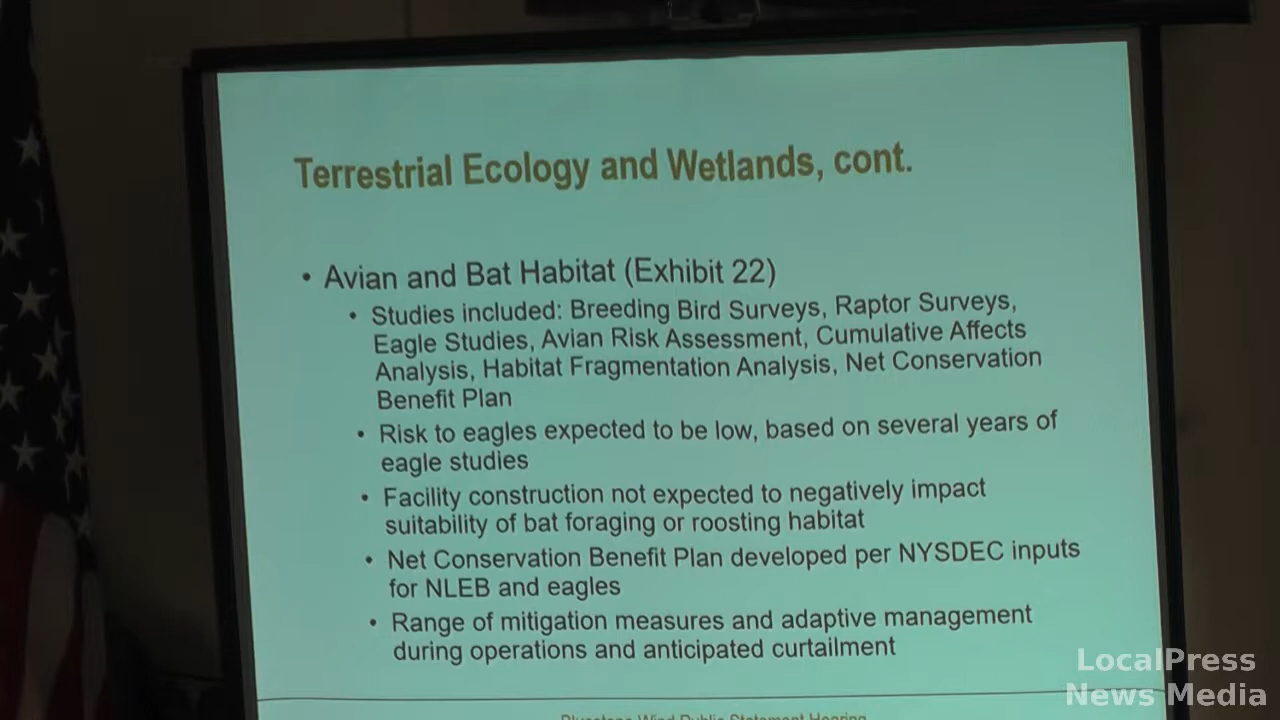 Terrestrial Ecology and Wetlands, cont.
• Avian and Bat Habitat (Exhibit 22)
• Studies included: Breeding Bird Surveys, Raptor Surveys,
Eagle Studies, Avian Risk Assessment, Cumulative Affects
Analysis, Habitat Fragmentation Analysis, Net Conservation
Benefit Plan
• Risk to eagles expected to be low, based on several years of
eagle studies
• Facility construction not expected to negatively impact
suitability of bat foraging or roosting habitat
• Net Conservation Benefit Plan developed per NYSDEC inputs
for NLEB and eagles
• Range of mitigation measures and adaptive management
during operations and anticipated curtailment
Wind Public Statement Hearing
LocalPress
News Media